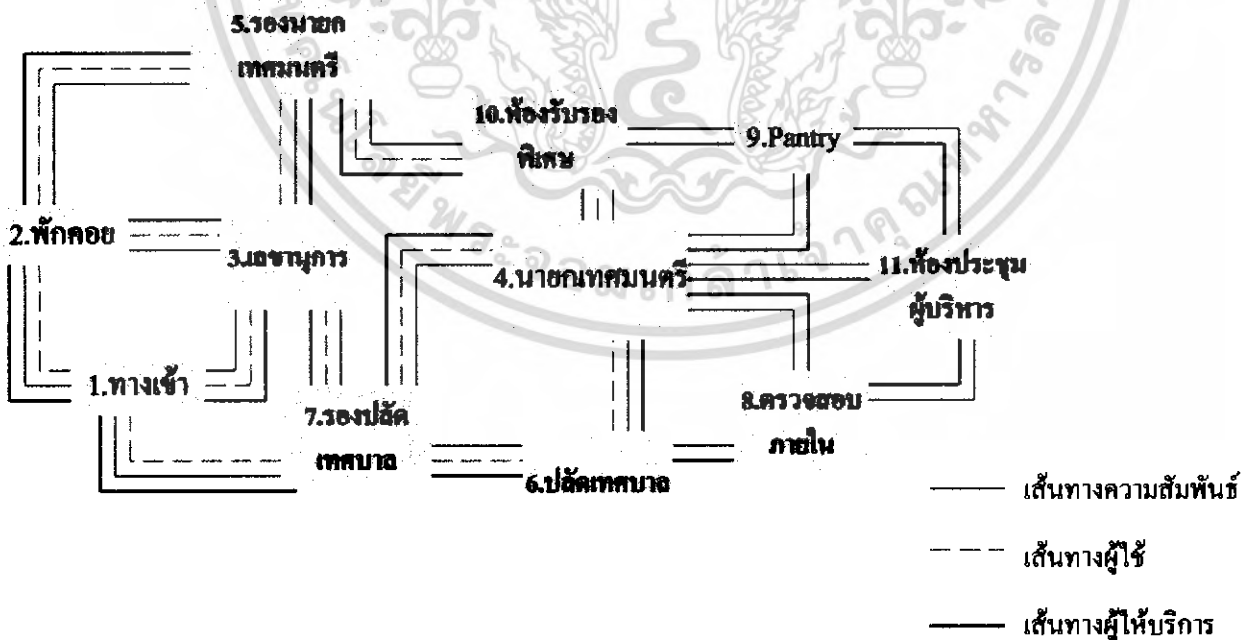 5.รองนายก
เทศมนตรี
10.ห้องรับรอง
พิเศษ
9.Pantry
2.พักคอย
3.เลขานุการ
4.นายกเทศมนตรี
11.ห้องประชุม
ผู้บริหาร
1.ทางเข้า
7.รองปลัด
เทศบาล
8.ตรวจสอบ
ภายใน
6.ปลัดเทศบาล
เส้นทางความสัมพันธ์
เส้นทางผู้ใช้
เส้นทางผู้ให้บริการ